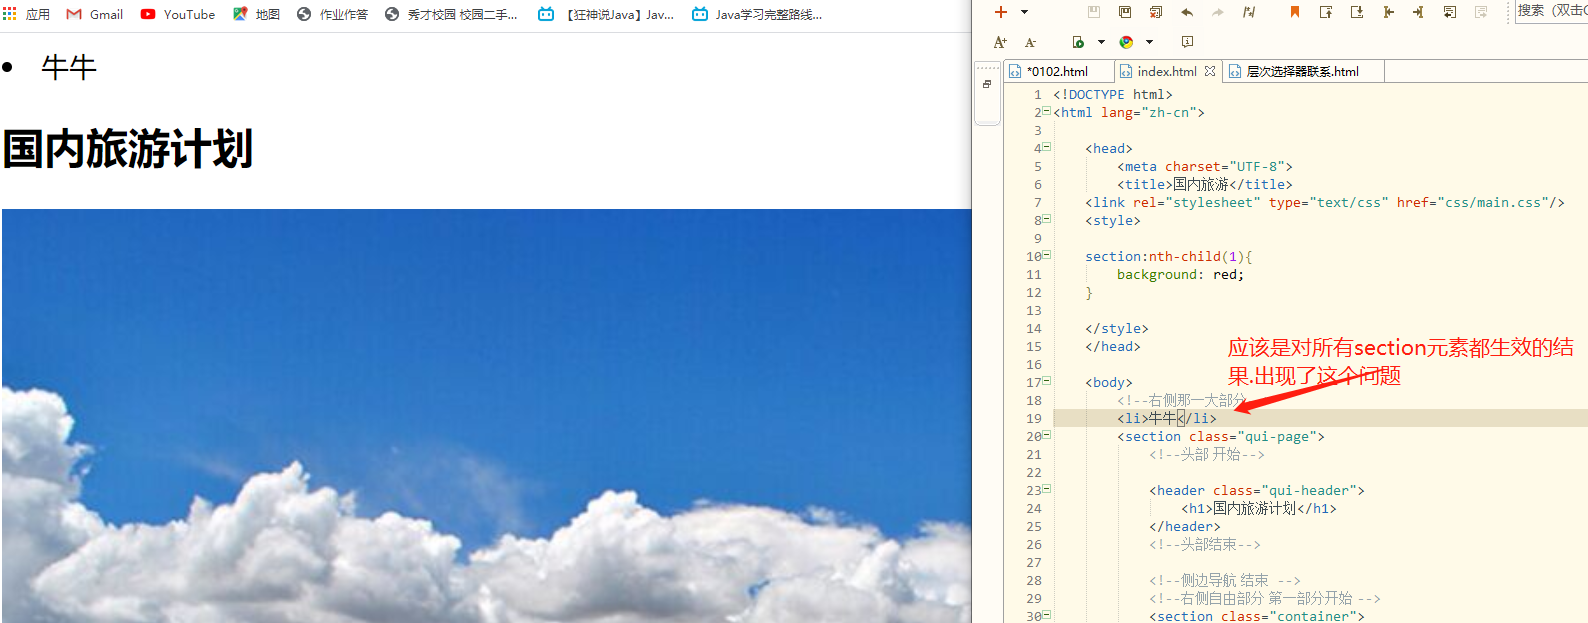 应用 Gmail YouTube 地图 作业作答 秀才校园 校园二手... 【狂神说Java】Jav... Java学习完整路线...
牛牛
国内旅游计划
搜索（双击C
A+ A-
*0102.html index.html 层次选择器联系.html
1 <!DOCTYPE html>
2 <html lang="zh-cn">
3
4 <head>
5 <meta charset="UTF-8">
6 <title>国内旅游</title>
7 <link rel="stylesheet" type="text/css" href="css/main.css"/>
8 <style>
9
10 section:nth-child(1){
11 background: red;
12 }
13
14 </style>
15 </head>
应该是对所有section元素都生效的结
果.出现了这个问题
16
17 <body>
18 <!--右侧那一大部分
19 <li>牛牛</li>
20 <section class="qui-page">
21 <!--头部 开始-->
22
23 <header class="qui-header">
24 <h1>国内旅游计划</h1>
25 </header>
26 <!--头部结束-->
27
28 <!--侧边导航 结束 -->
29 <!--右侧自由部分 第一部分开始 -->
30 <section class="container">